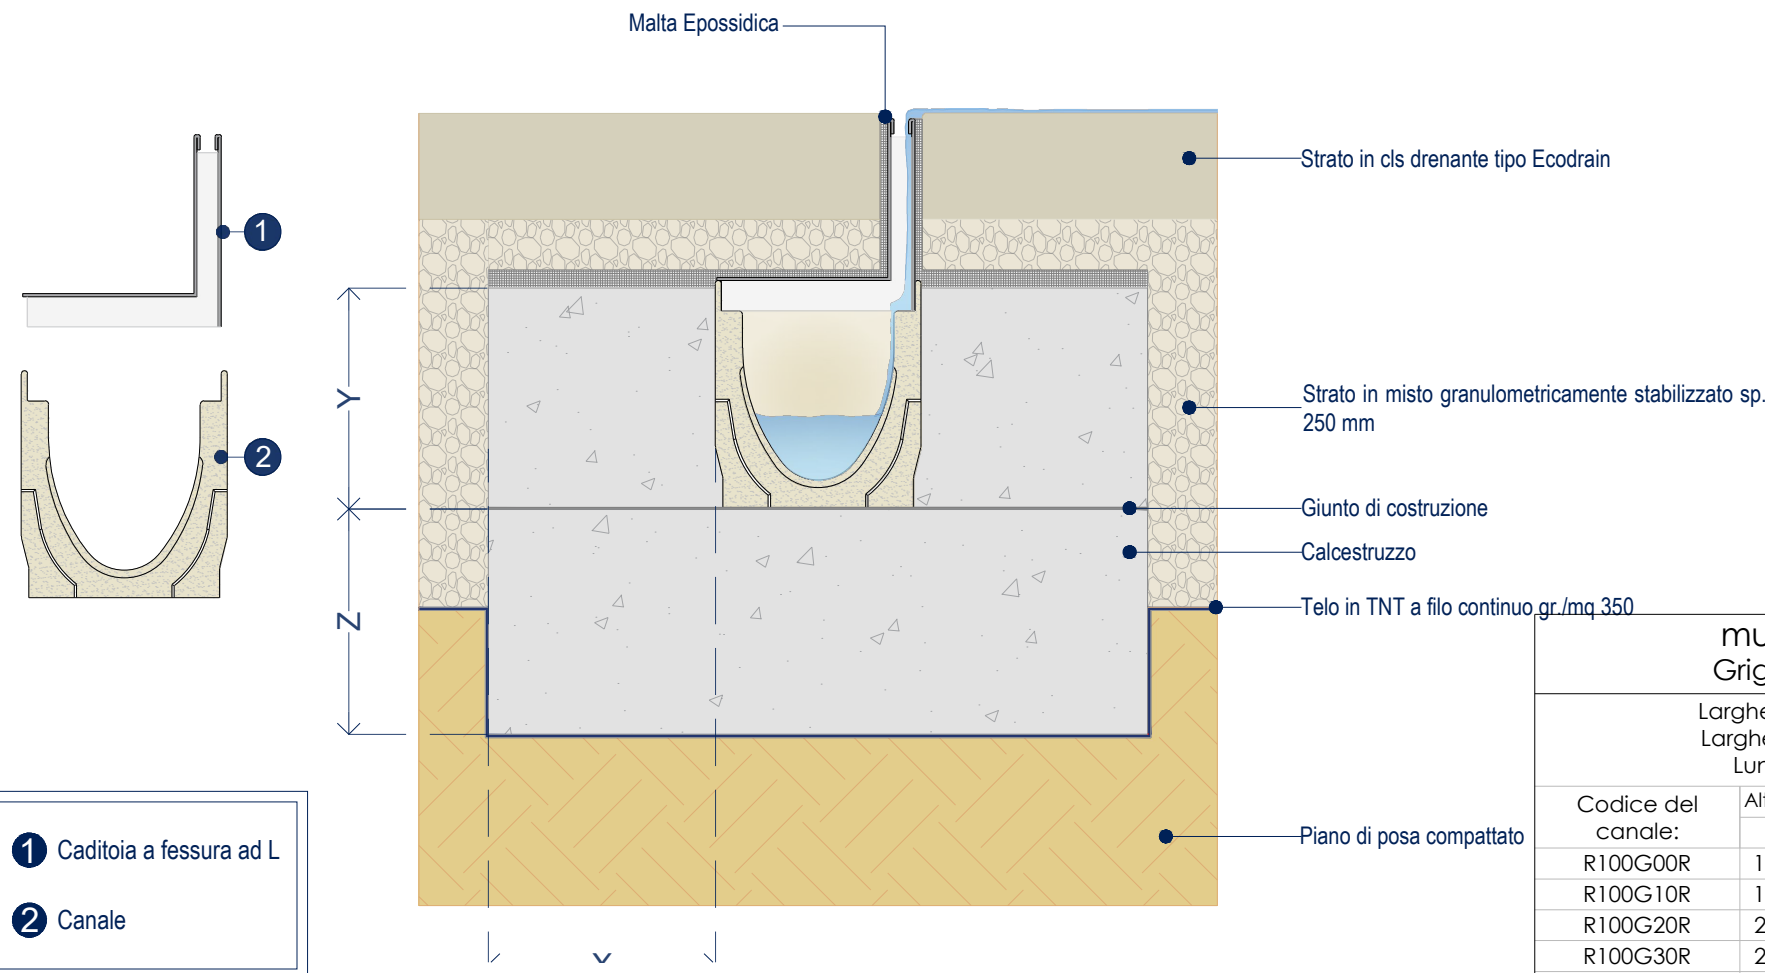 Malta Epossidica
Strato in cls drenante tipo Ecodrain
1
Y
Strato in misto granulometricamente stabilizzato sp.
250 mm
2
Giunto di costruzione
Calcestruzzo
Z
Telo in TNT a filo continuo gr./mq 350
Piano di posa compattato
1 Caditoia a fessura ad L
2 Canale
X
Codice del
canale:
R100G00R
R100G10R
R100G20R
R100G30R